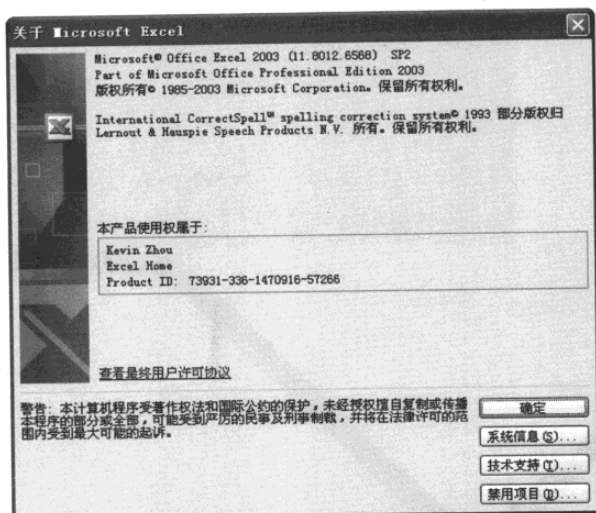 关于 Microsoft Excel
Microsoft® Office Excel 2003 (11.8012.6568) SP2
Part of Microsoft Office Professional Edition 2003
版权所有© 1985-2003 Microsoft Corporation。保留所有权利。
International CorrectSpell™ spelling correction system© 1993 部分版权归
Lernout & Hauspie Speech Products N.V. 所有。保留所有权利。
本产品使用权属于:
Kevin Zhou
Excel Home
Product ID: 73931-336-1470916-57266
查看最终用户许可协议
警告: 本计算机程序受著作权法和国际公约的保护，未经授权擅自复制或传播
本程序的部分或全部，可能受到严厉的民事及刑事制裁，并将在法律许可的范
围内受到最大可能的起诉。
确定
系统信息(S)...
技术支持(T)...
禁用项目(D)...